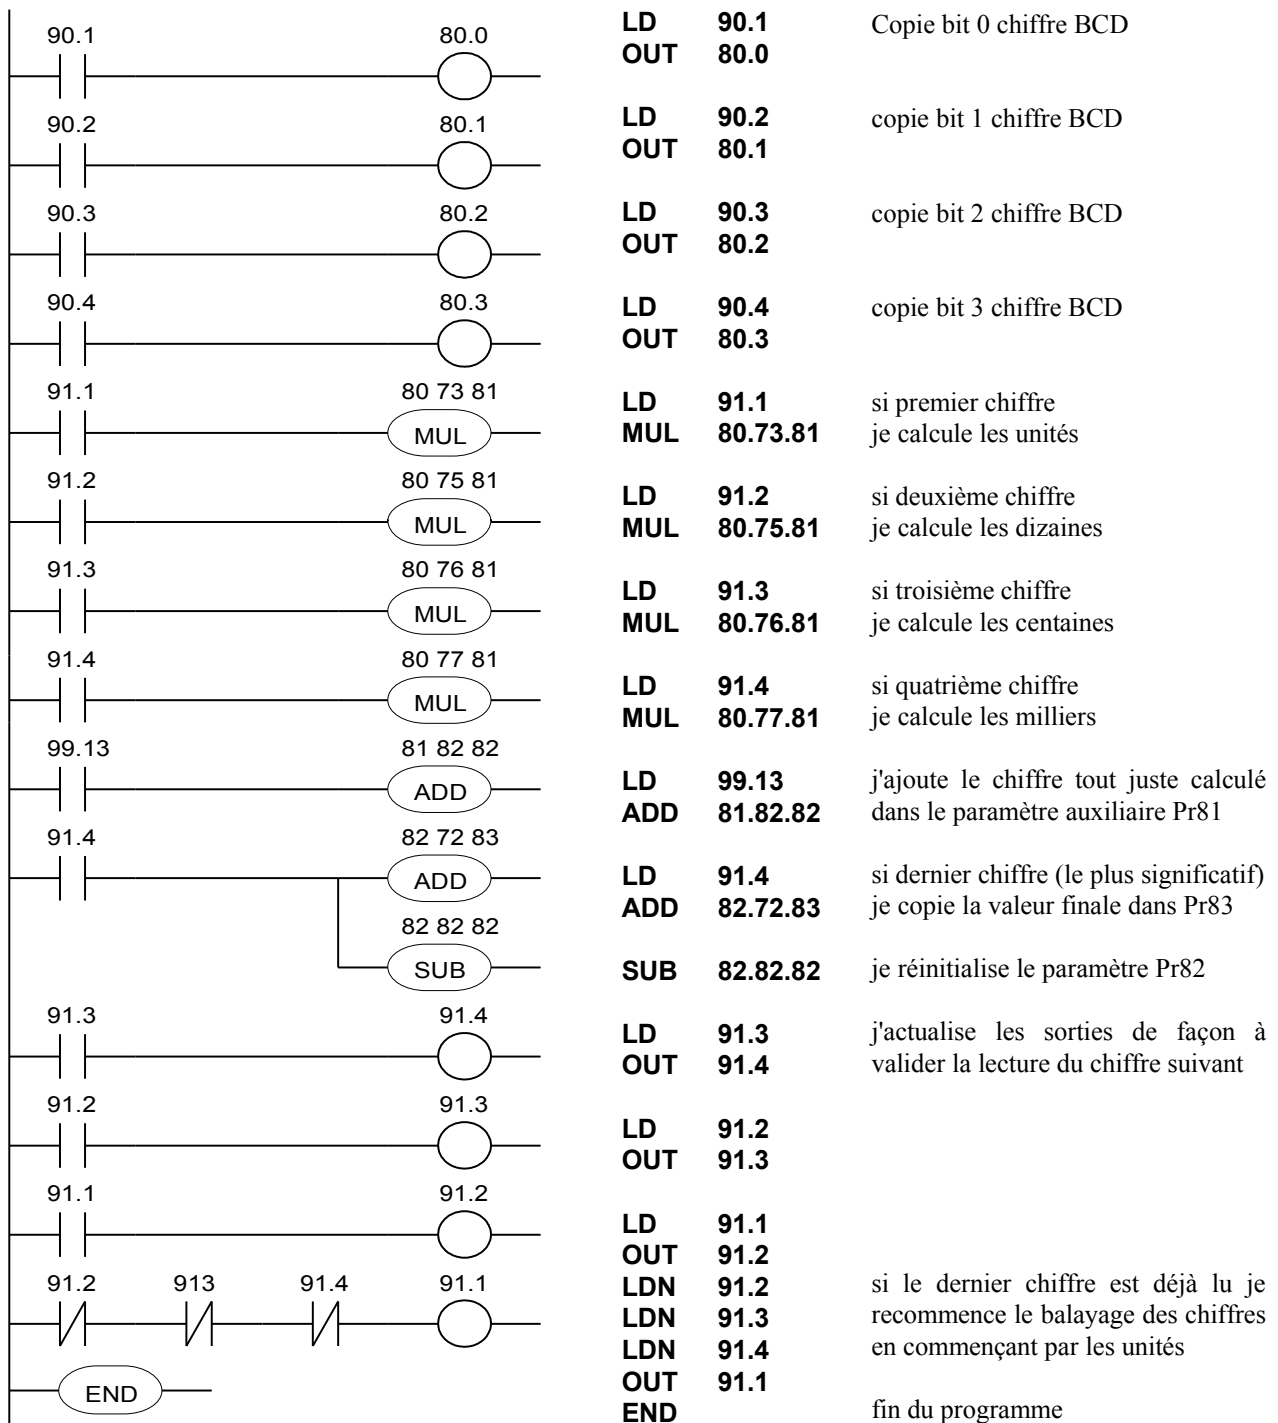 90.1 80.0 LD 90.1 Copie bit 0 chiffre BCD
OUT 80.0
90.2 80.1 LD 90.2 copie bit 1 chiffre BCD
OUT 80.1
90.3 80.2 LD 90.3 copie bit 2 chiffre BCD
OUT 80.2
90.4 80.3 LD 90.4 copie bit 3 chiffre BCD
OUT 80.3
91.1 80 73 81 LD 91.1 si premier chiffre
MUL MUL 80.73.81 je calcule les unités
91.2 80 75 81 LD 91.2 si deuxième chiffre
MUL MUL 80.75.81 je calcule les dizaines
91.3 80 76 81 LD 91.3 si troisième chiffre
MUL MUL 80.76.81 je calcule les centaines
91.4 80 77 81 LD 91.4 si quatrième chiffre
MUL MUL 80.77.81 je calcule les milliers
99.13 81 82 82 LD 99.13 j'ajoute le chiffre tout juste calculé
ADD ADD 81.82.82 dans le paramètre auxiliaire Pr81
91.4 82 72 83 LD 91.4 si dernier chiffre (le plus significatif)
ADD ADD 82.72.83 je copie la valeur finale dans Pr83
82 82 82
SUB SUB 82.82.82 je réinitialise le paramètre Pr82
91.3 91.4 LD 91.3 j'actualise les sorties de façon à
OUT 91.4 valider la lecture du chiffre suivant
91.2 91.3 LD 91.2
OUT 91.3
91.1 91.2 LD 91.1
OUT 91.2
91.2 913 91.4 91.1 LDN 91.2 si le dernier chiffre est déjà lu je
LDN 91.3 recommence le balayage des chiffres
LDN 91.4 en commençant par les unités
END OUT 91.1
END fin du programme